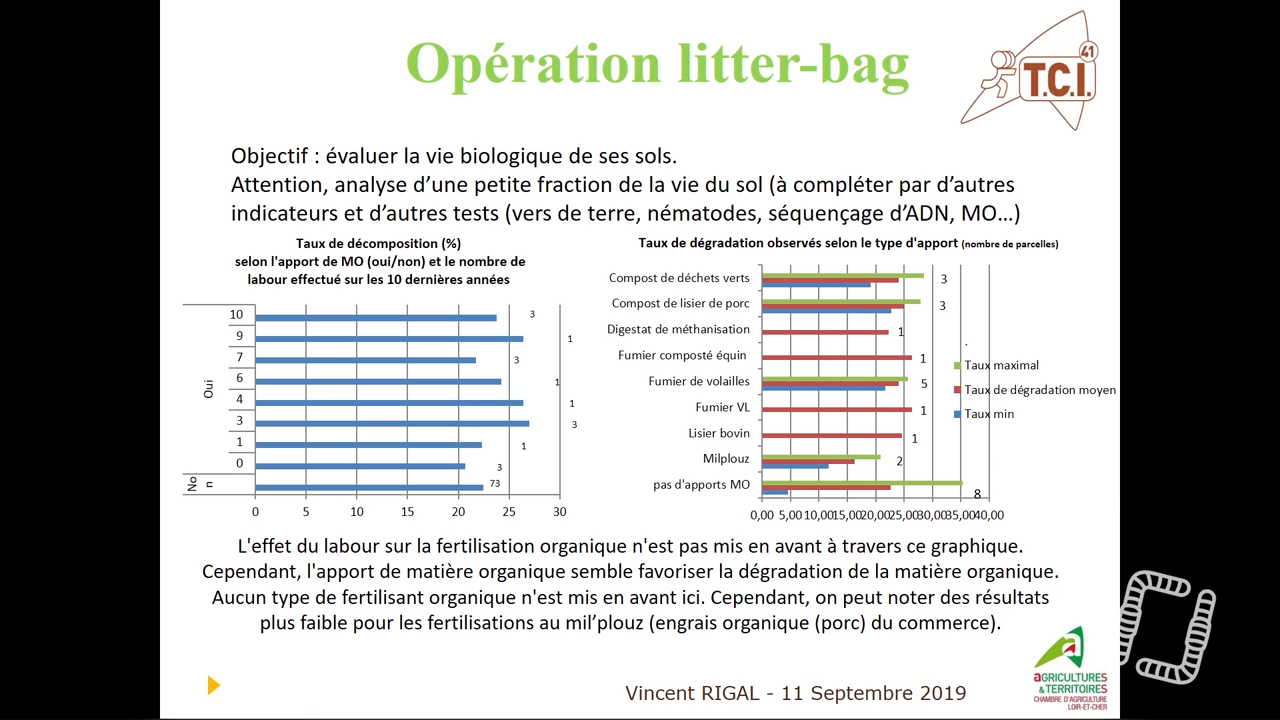 Opération litter-bag
41
T.C.I.
Objectif : évaluer la vie biologique de ses sols.
Attention, analyse d’une petite fraction de la vie du sol (à compléter par d’autres
indicateurs et d’autres tests (vers de terre, nématodes, séquençage d’ADN, MO…)
Taux de décomposition (%)
selon l'apport de MO (oui/non) et le nombre de
labour effectué sur les 10 dernières années
Oui
No
n
10 3
9 1
7 3
6 1
4 1
3 3
1 1
0 3
73
0 5 10 15 20 25 30
Taux de dégradation observés selon le type d'apport (nombre de parcelles)
Compost de déchets verts 3
Compost de lisier de porc 3
Digestat de méthanisation 1
Fumier composté équin 1
Fumier de volailles 5
Fumier VL 1
Lisier bovin 1
Milplouz 2
pas d'apports MO 8
0,00 5,00 10,00 15,00 20,00 25,00 30,00 35,00 40,00
.
Taux maximal
Taux de dégradation moyen
Taux min
L'effet du labour sur la fertilisation organique n'est pas mis en avant à travers ce graphique.
Cependant, l'apport de matière organique semble favoriser la dégradation de la matière organique.
Aucun type de fertilisant organique n'est mis en avant ici. Cependant, on peut noter des résultats
plus faible pour les fertilisations au mil’plouz (engrais organique (porc) du commerce).
Vincent RIGAL - 11 Septembre 2019
aGRICULTURES
& TERRITOIRES
CHAMBRE D'AGRICULTURE
LOIR-ET-CHER